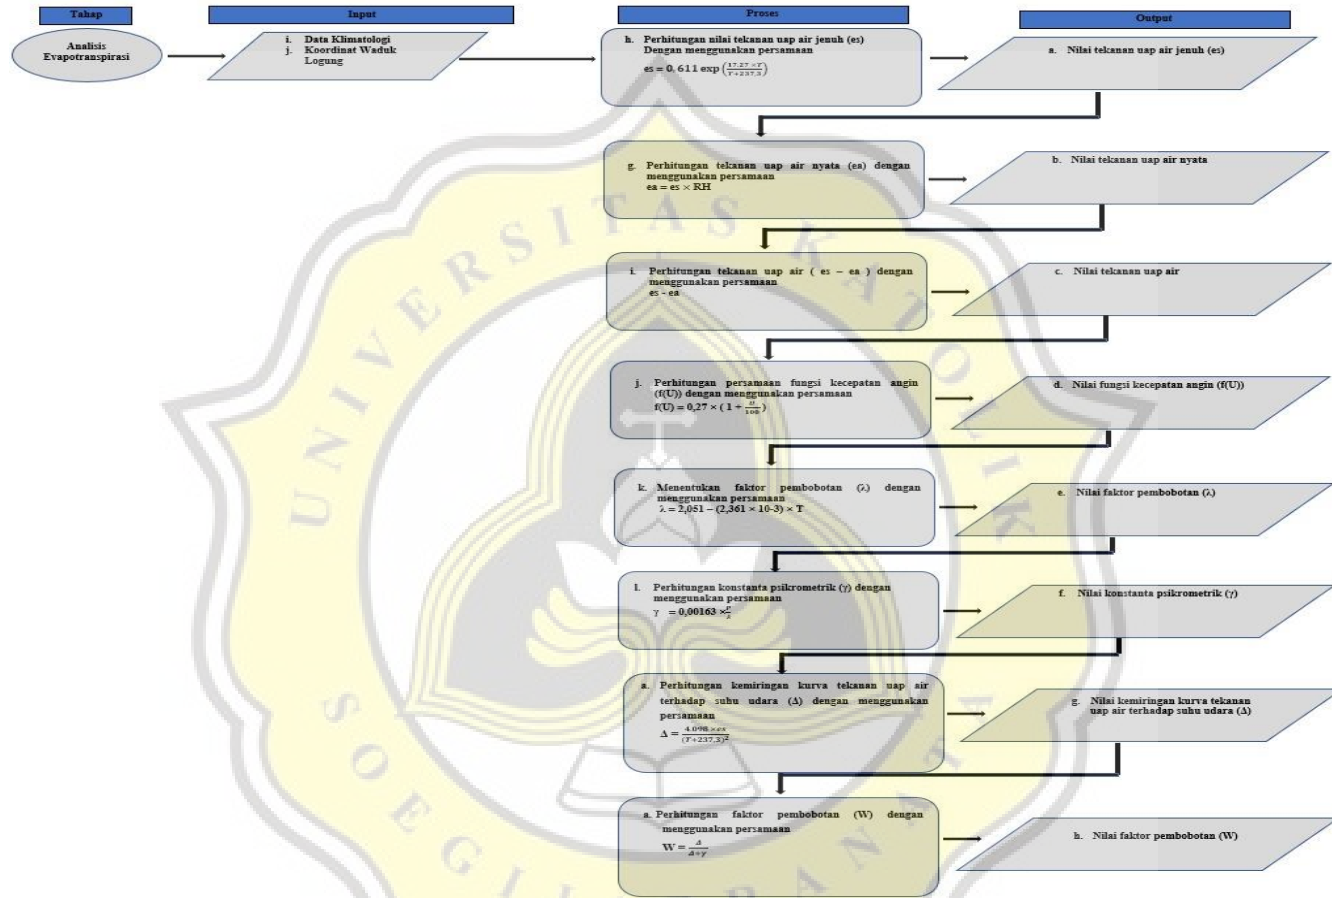 Tahap
Input
Proses
Output
Analisis
Evapotranspirasi
i. Data Klimatologi
j. Koordinat Waduk
Logung
h. Perhitungan nilai tekanan uap air jenuh (es)
Dengan menggunakan persamaan
es = 0,611 exp (17.27 ×T / T+237,3)
a. Nilai tekanan uap air jenuh (es)
g. Perhitungan tekanan uap air nyata (ea) dengan
menggunakan persamaan
ea = es × RH
b. Nilai tekanan uap air nyata
i. Perhitungan tekanan uap air ( es – ea ) dengan
menggunakan persamaan
es - ea
c. Nilai tekanan uap air
j. Perhitungan persamaan fungsi kecepatan angin
(f(U)) dengan menggunakan persamaan
f(U) = 0,27 × ( 1 + U/100 )
d. Nilai fungsi kecepatan angin (f(U))
k. Menentukan faktor pembobotan (λ) dengan
menggunakan persamaan
λ = 2,051 – (2,361 × 10-3) × T
e. Nilai faktor pembobotan (λ)
l. Perhitungan konstanta psikrometrik (γ) dengan
menggunakan persamaan
γ = 0,00163 × P/λ
f. Nilai konstanta psikrometrik (γ)
a. Perhitungan kemiringan kurva tekanan uap air
terhadap suhu udara (Δ) dengan menggunakan
persamaan
Δ = 4.098 × es / (T+237,3)²
g. Nilai kemiringan kurva tekanan
uap air terhadap suhu udara (Δ)
a. Perhitungan faktor pembobotan (W) dengan
menggunakan persamaan
W = Δ / Δ+γ
h. Nilai faktor pembobotan (W)
UNIVERSITAS KATOLIK